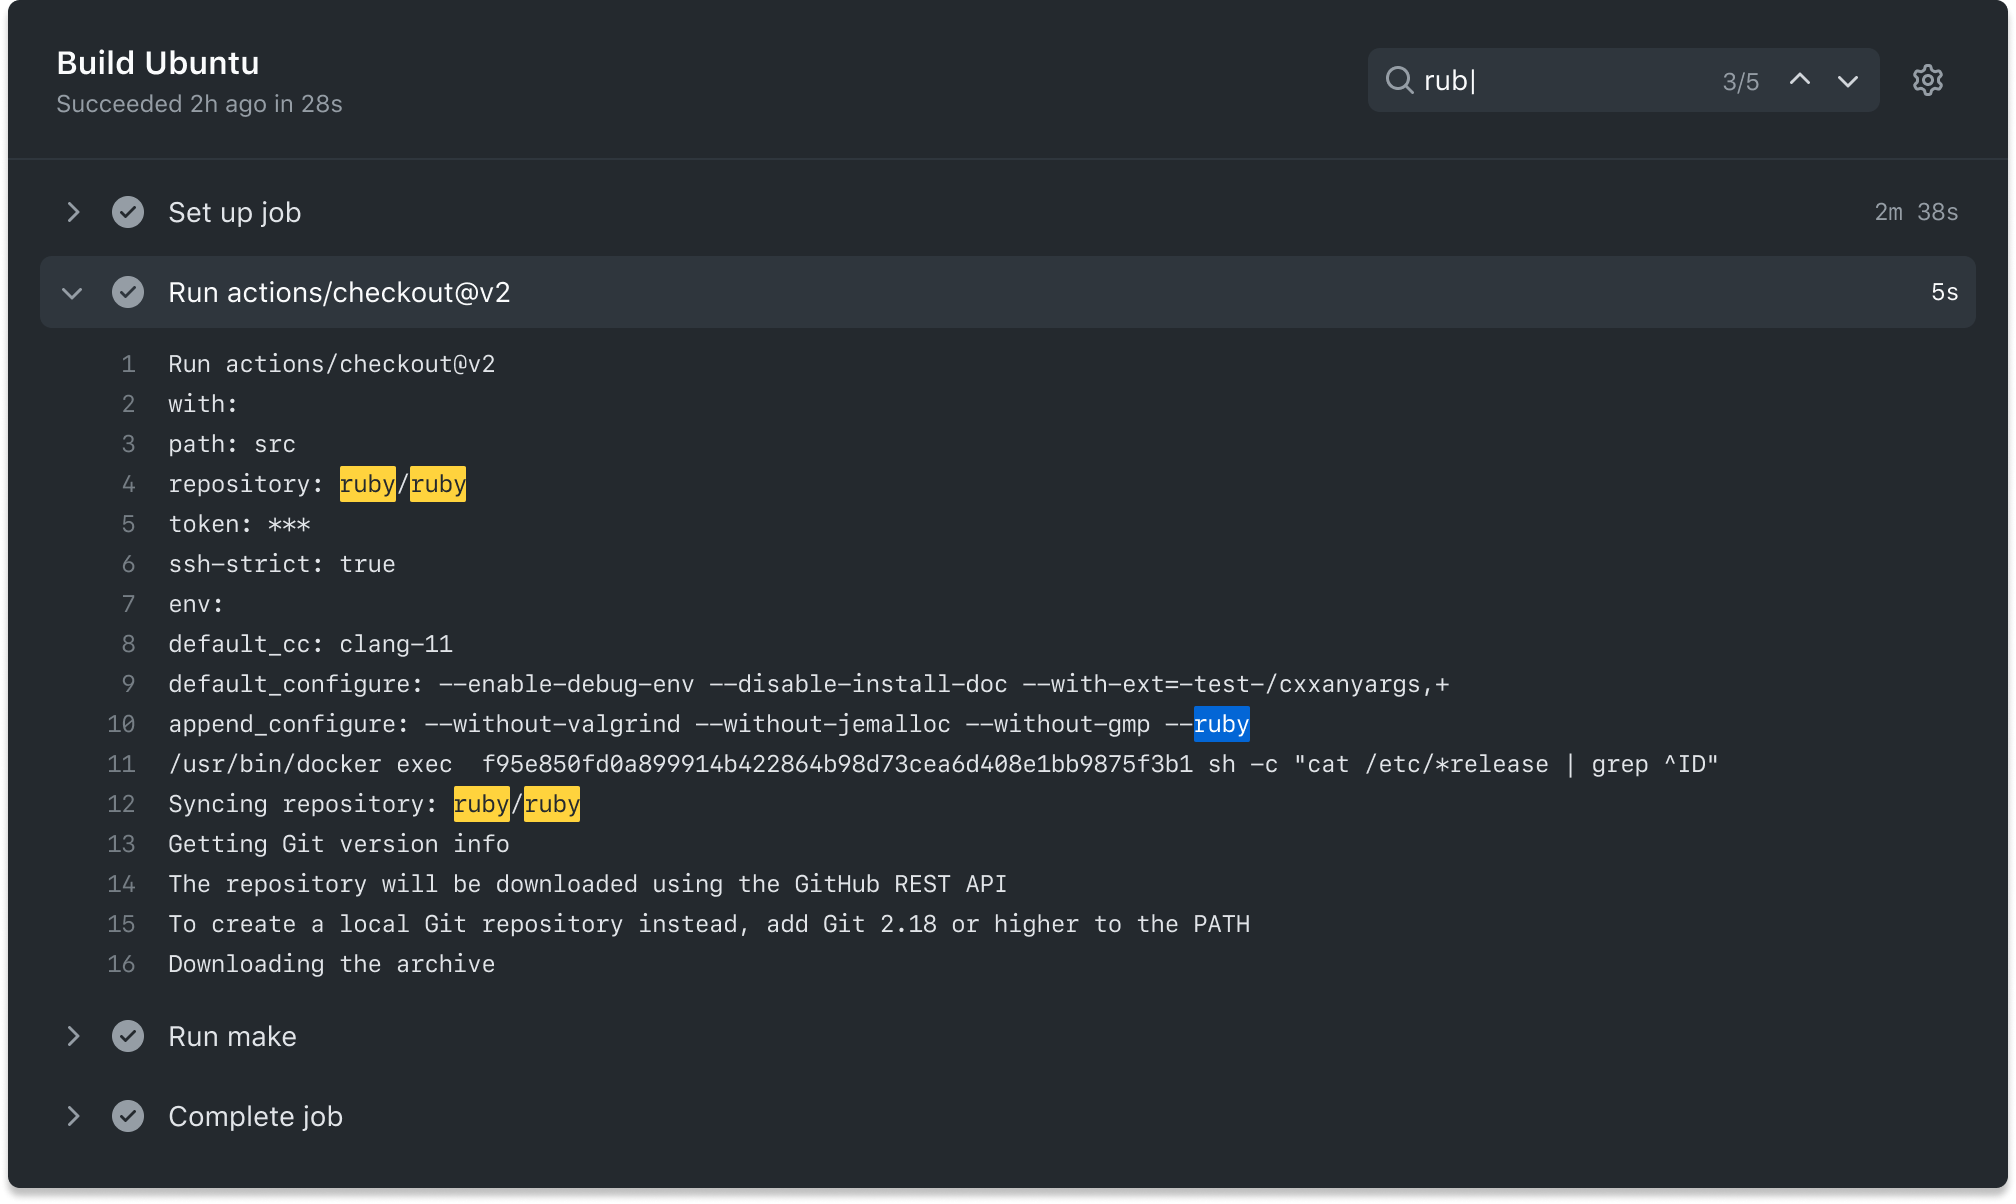 Build Ubuntu
Succeeded 2h ago in 28s
rub
3/5
Set up job
2m 38s
Run actions/checkout@v2
5s
1 Run actions/checkout@v2
2 with:
3 path: src
4 repository: ruby/ruby
5 token: ***
6 ssh-strict: true
7 env:
8 default_cc: clang-11
9 default_configure: --enable-debug-env --disable-install-doc --with-ext=-test-/cxxanyargs,+
10 append_configure: --without-valgrind --without-jemalloc --without-gmp --ruby
11 /usr/bin/docker exec  f95e850fd0a899914b422864b98d73cea6d408e1bb9875f3b1 sh -c "cat /etc/*release | grep ^ID"
12 Syncing repository: ruby/ruby
13 Getting Git version info
14 The repository will be downloaded using the GitHub REST API
15 To create a local Git repository instead, add Git 2.18 or higher to the PATH
16 Downloading the archive
Run make
Complete job